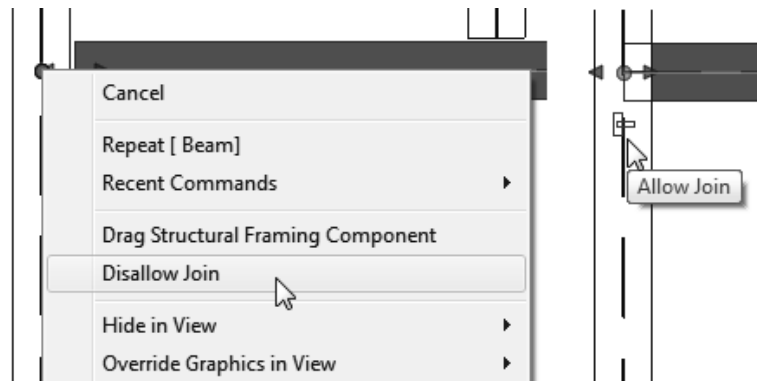 Cancel
Repeat [ Beam]
Recent Commands
Drag Structural Framing Component
Disallow Join
Hide in View
Override Graphics in View
Allow Join